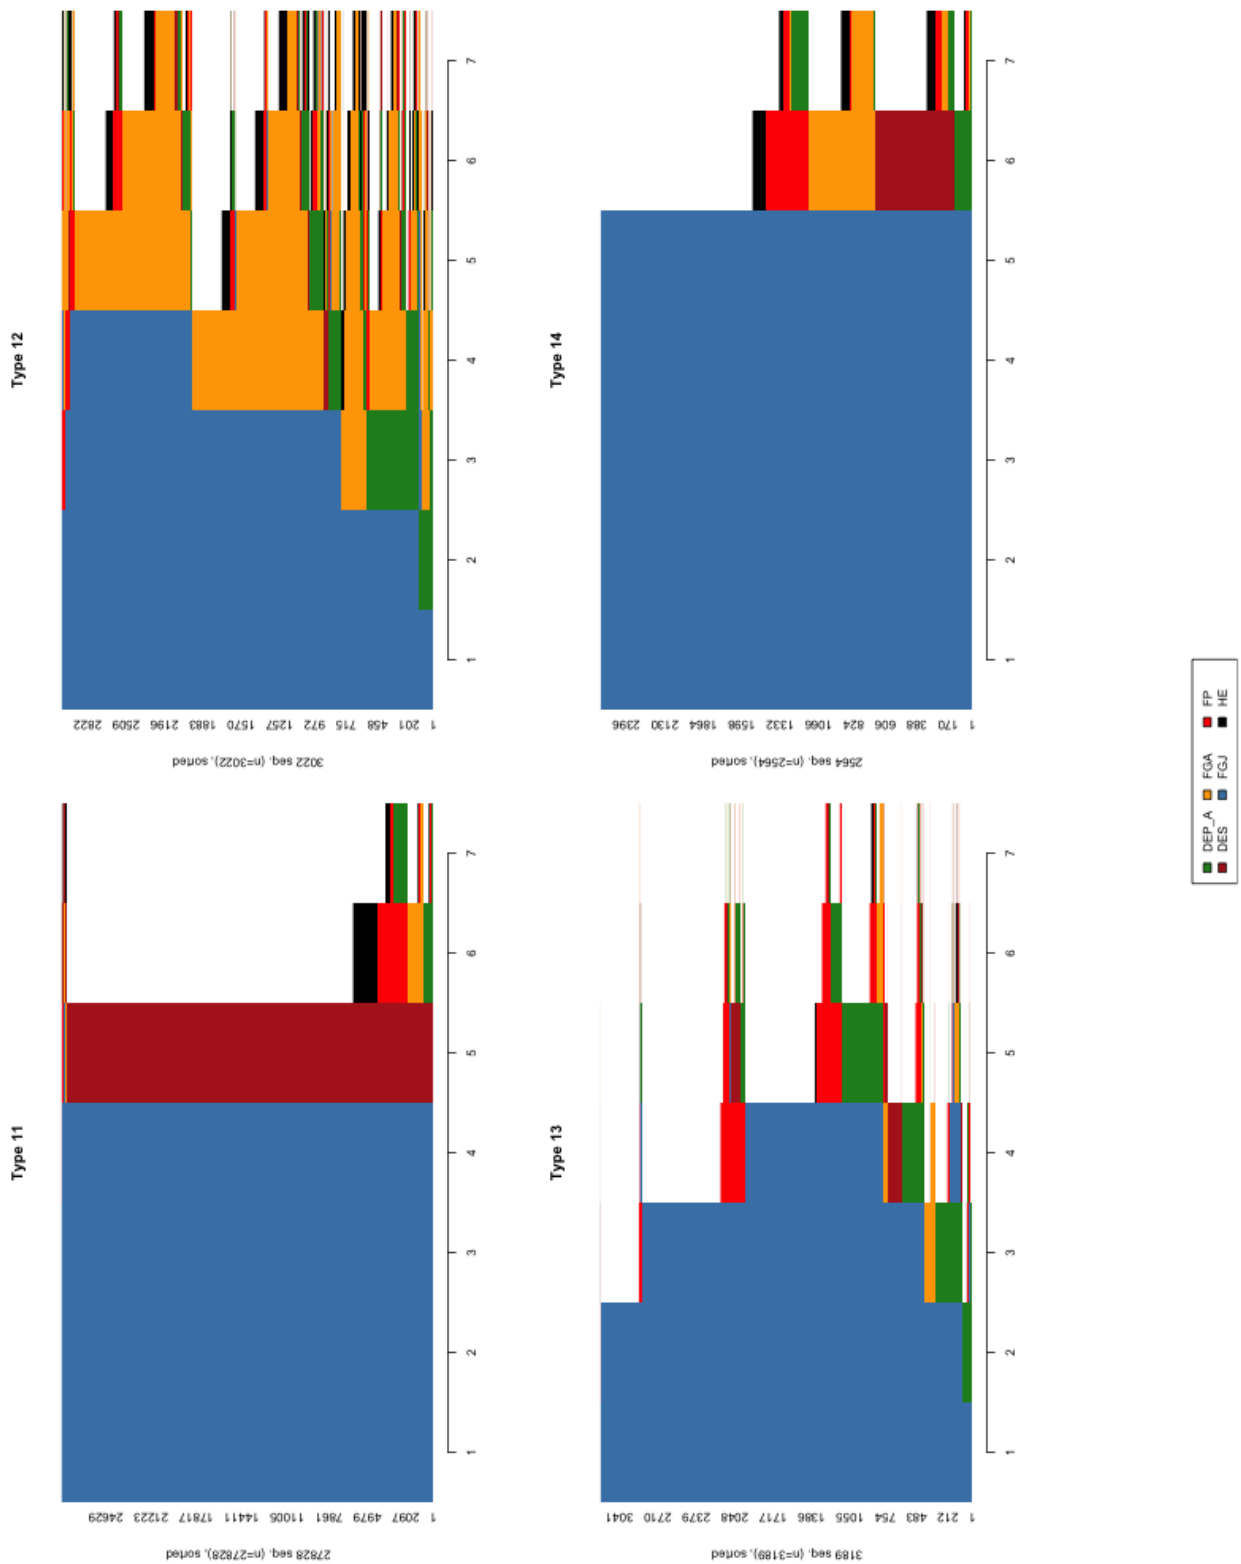 Type 11
27828 seq. (n=27828), sorted
1 2097 4979 7861 11005 14411 17817 21223 24629
1 2 3 4 5 6 7
Type 12
3022 seq. (n=3022), sorted
1 201 458 715 972 1257 1570 1883 2196 2509 2822
1 2 3 4 5 6 7
Type 13
3189 seq. (n=3189), sorted
1 212 483 754 1055 1386 1717 2048 2379 2710 3041
1 2 3 4 5 6 7
Type 14
2564 seq. (n=2564), sorted
1 170 388 606 824 1066 1332 1598 1864 2130 2396
1 2 3 4 5 6 7
DEP_A FGA FP
DES FGJ HE